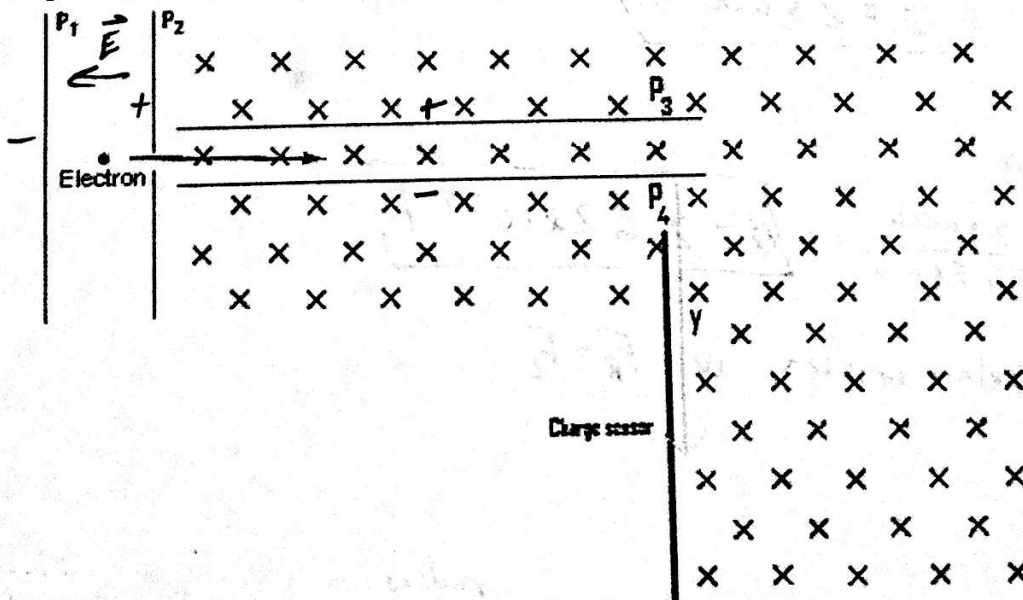 P₁ E P₂
+ + P₃
−
Electron
− P₄
Y
Charge sensor